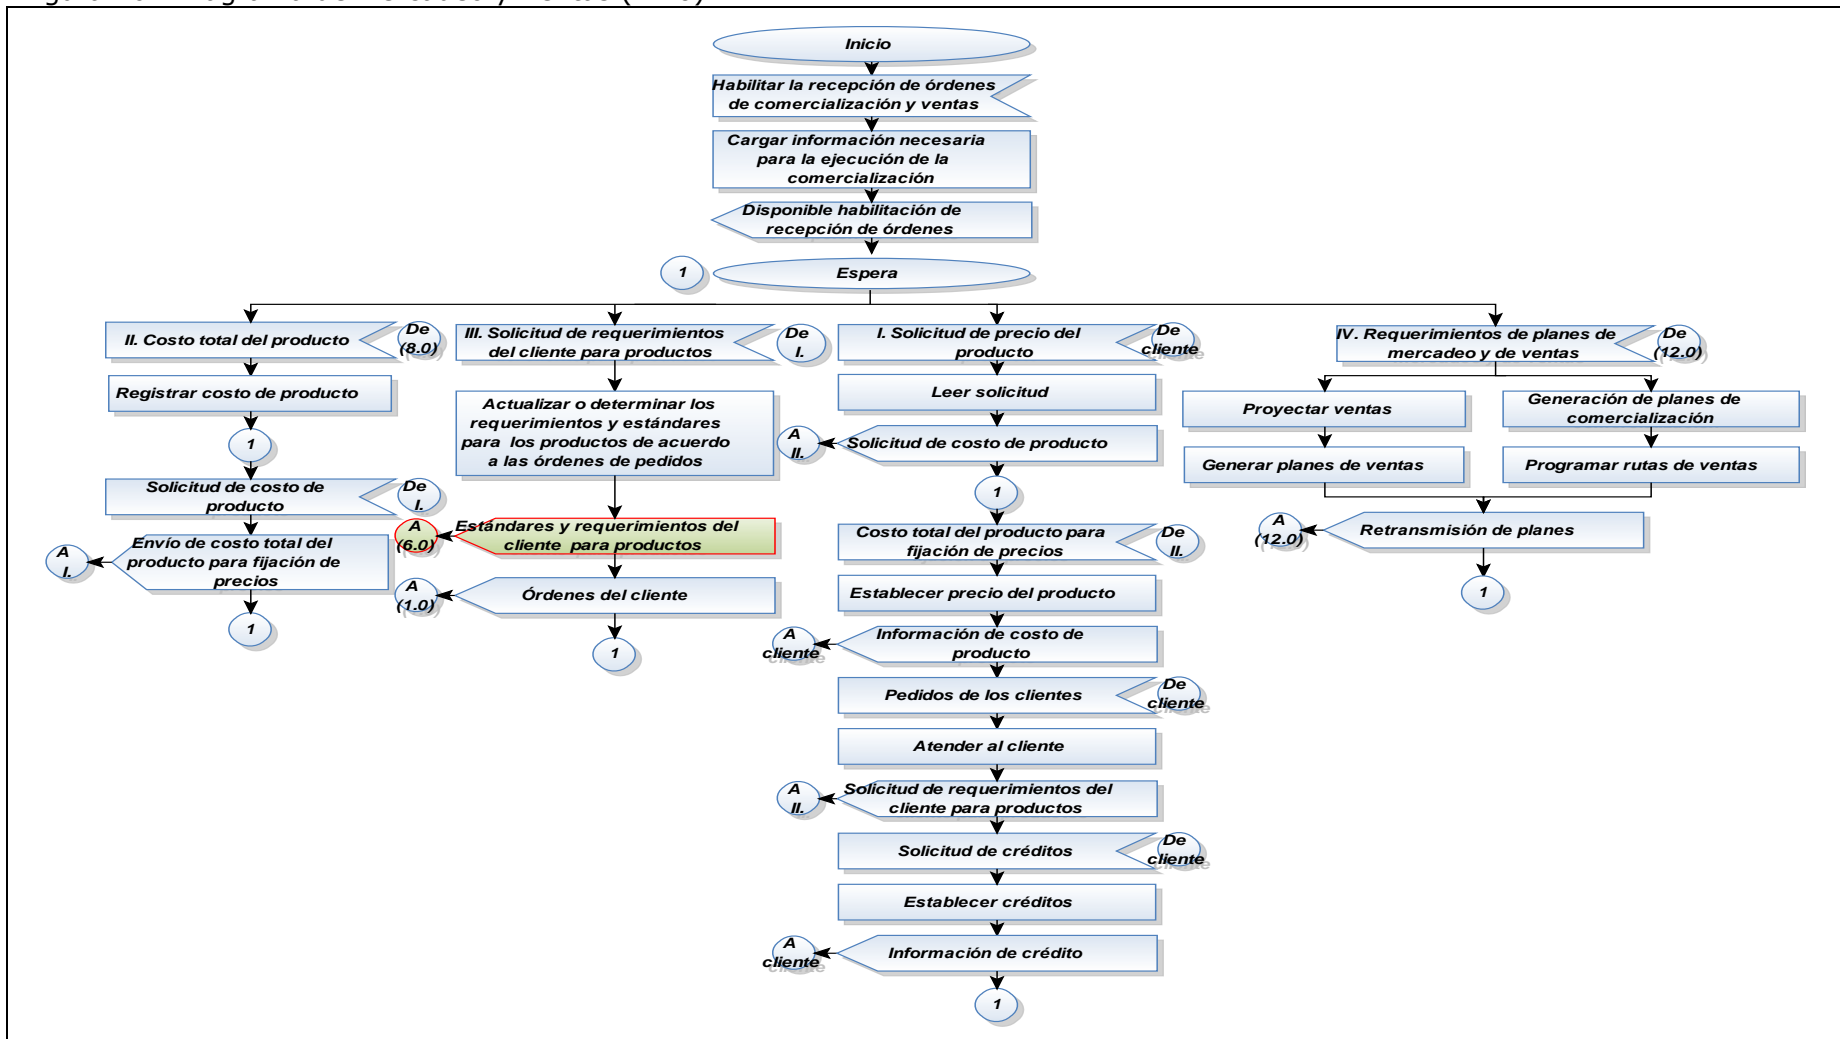 Inicio
Habilitar la recepción de órdenes
de comercialización y ventas
Cargar información necesaria
para la ejecución de la
comercialización
Disponible habilitación de
recepción de órdenes
1
Espera
II. Costo total del producto
De
(8.0)
Registrar costo de producto
1
Solicitud de costo de
producto
De
I.
Envío de costo total del
producto para fijación de
precios
A
I.
1
III. Solicitud de requerimientos
del cliente para productos
De
I.
Actualizar o determinar los
requerimientos y estándares
para los productos de acuerdo
a las órdenes de pedidos
Estándares y requerimientos del
cliente para productos
A
(6.0)
Órdenes del cliente
A
(1.0)
1
I. Solicitud de precio del
producto
De
cliente
Leer solicitud
Solicitud de costo de producto
A
II.
1
Costo total del producto para
fijación de precios
De
II.
Establecer precio del producto
Información de costo de
producto
A
cliente
Pedidos de los clientes
De
cliente
Atender al cliente
Solicitud de requerimientos del
cliente para productos
A
II.
Solicitud de créditos
De
cliente
Establecer créditos
Información de crédito
A
cliente
1
IV. Requerimientos de planes de
mercadeo y de ventas
De
(12.0)
Proyectar ventas
Generar planes de ventas
Generación de planes de
comercialización
Programar rutas de ventas
Retransmisión de planes
A
(12.0)
1